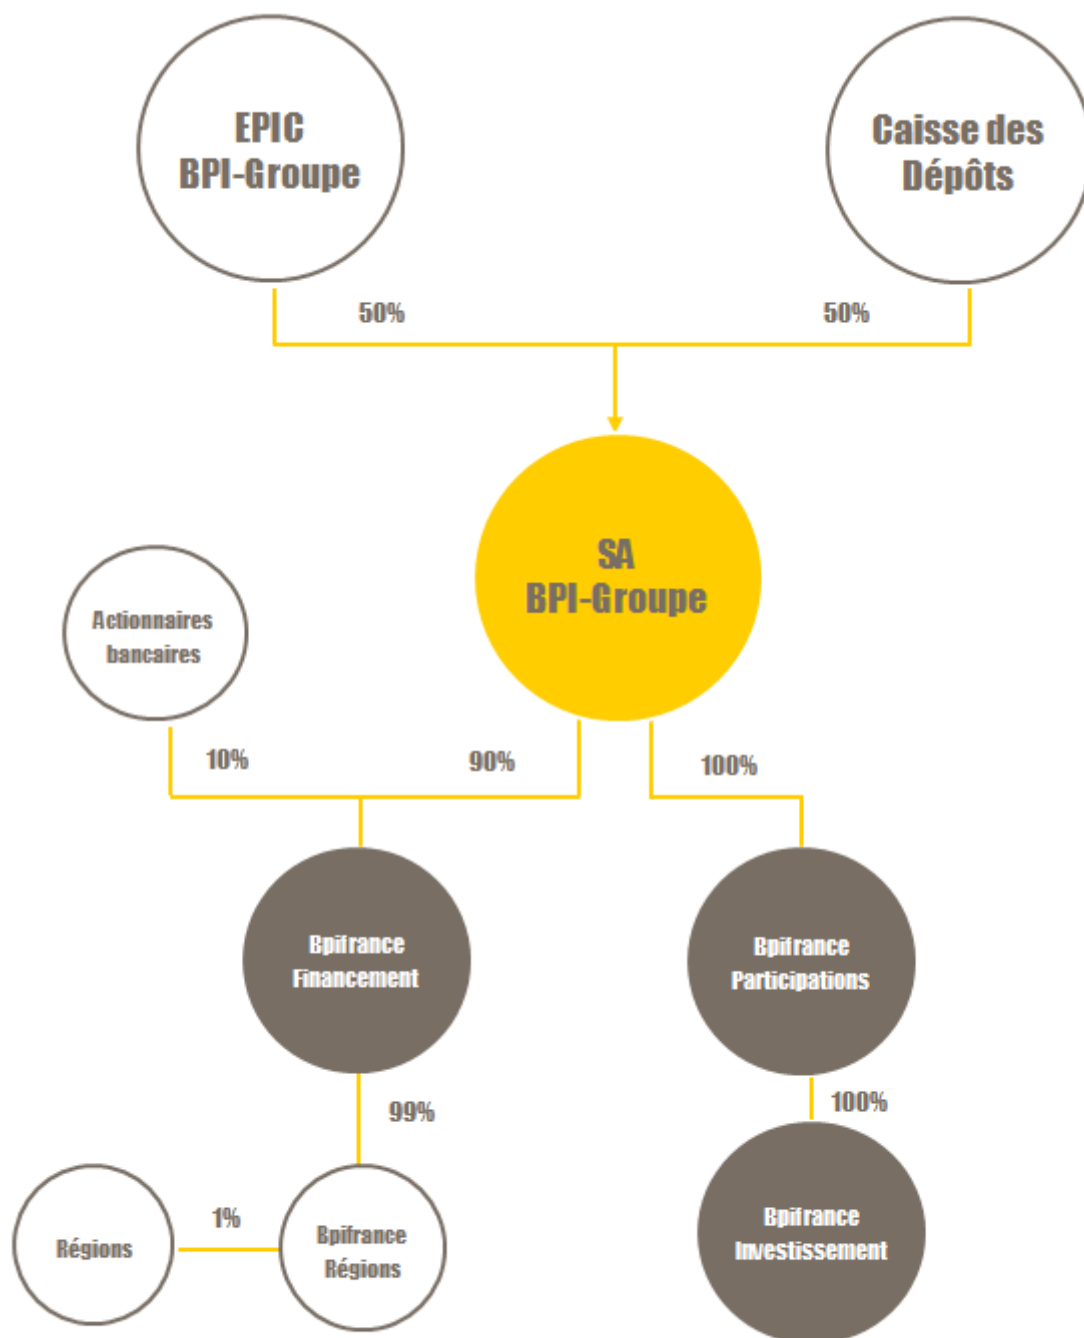 EPIC
BPI-Groupe
Caisse des
Dépôts
50%
50%
SA
BPI-Groupe
Actionnaires
bancaires
10%
90%
100%
Bpifrance
Financement
Bpifrance
Participations
99%
100%
Régions
1%
Bpifrance
Régions
Bpifrance
Investissement